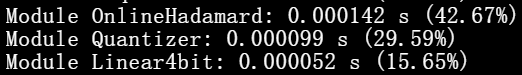 Module OnlineHadamard: 0.000142 s (42.67%)
Module Quantizer: 0.000099 s (29.59%)
Module Linear4bit: 0.000052 s (15.65%)